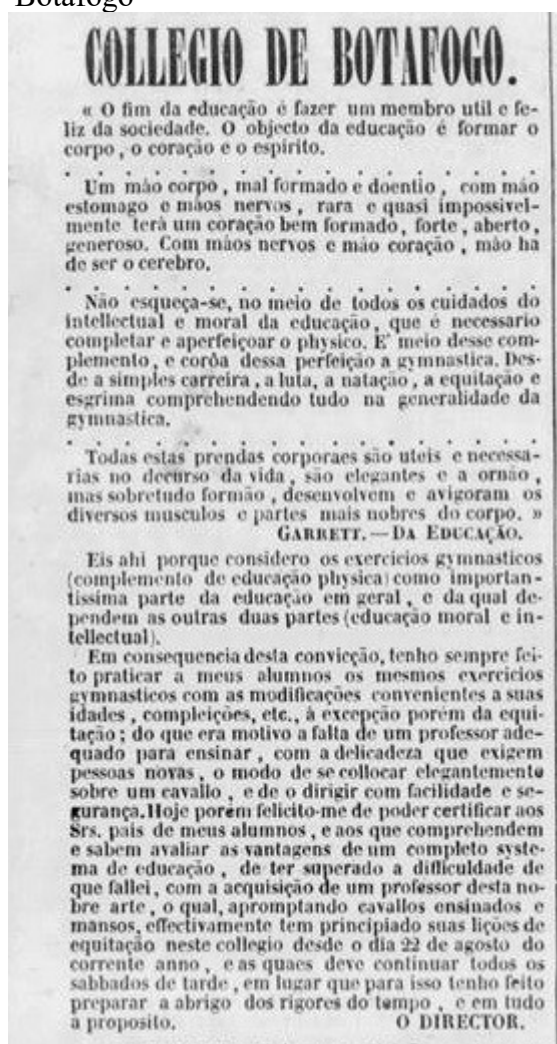 Botafogo
COLLEGIO DE BOTAFOGO.
« O fim da educação é fazer um membro util e fe-
liz da sociedade. O objecto da educação é formar o
corpo, o coração e o espirito.
. . . . . . . . . . . . . . . . . .
Um máo corpo, mal formado e doentio, com máo
estomago e máos nervos, rara e quasi impossivel-
mente terá um coração bem formado, forte, aberto,
generoso. Com máos nervos e máo coração, máo ha
de ser o cerebro.
. . . . . . . . . . . . . . . . . .
Não esqueça-se, no meio de todos os cuidados do
intellectual e moral da educação, que é necessario
completar e aperfeiçoar o physico. E' meio desse com-
plemento, e corôa dessa perfeição a gymnastica. Des-
de a simples carreira, a luta, a natação, a equitação e
esgrima comprehendendo tudo na generalidade da
gymnastica.
. . . . . . . . . . . . . . . . . .
Todas estas prendas corporaes são uteis e necessa-
rias no decurso da vida, são elegantes e a ornão,
mas sobretudo formão, desenvolvem e avigoram os
diversos musculos e partes mais nobres do corpo. »
GARRETT. — DA EDUCAÇÃO.
Eis ahi porque considero os exercicios gymnasticos
(complemento de educação physica) como importan-
tissima parte da educação em geral, e da qual de-
pendem as outras duas partes (educação moral e in-
tellectual).
Em consequencia desta convicção, tenho sempre fei-
to praticar a meus alumnos os mesmos exercicios
gymnasticos com as modificações convenientes a suas
idades, compleições, etc., à excepção porém da equi-
tação; do que era motivo a falta de um professor ade-
quado para ensinar, com a delicadeza que exigem
pessoas novas, o modo de se collocar elegantemente
sobre um cavallo, e de o dirigir com facilidade e se-
gurança. Hoje porém felicito-me de poder certificar aos
Srs. pais de meus alumnos, e aos que comprehendem
e sabem avaliar as vantagens de um completo syste-
ma de educação, de ter superado a difficuldade de
que fallei, com a acquisição de um professor desta no-
bre arte, o qual, apromptando cavallos ensinados e
mansos, effectivamente tem principiado suas lições de
equitação neste collegio desde o dia 22 de agosto do
corrente anno, e as quaes deve continuar todos os
sabbados de tarde, em lugar que para isso tenho feito
preparar a abrigo dos rigores do tempo, e em tudo
a proposito. O DIRECTOR.